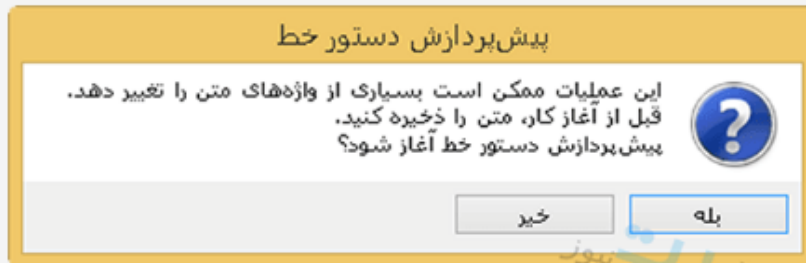 پیش‌پردازش دستور خط
این عملیات ممکن است بسیاری از واژه‌های متن را تغییر دهد.
قبل از آغاز کار، متن را ذخیره کنید.
پیش‌پردازش دستور خط آغاز شود؟
بله
خیر
نیوز